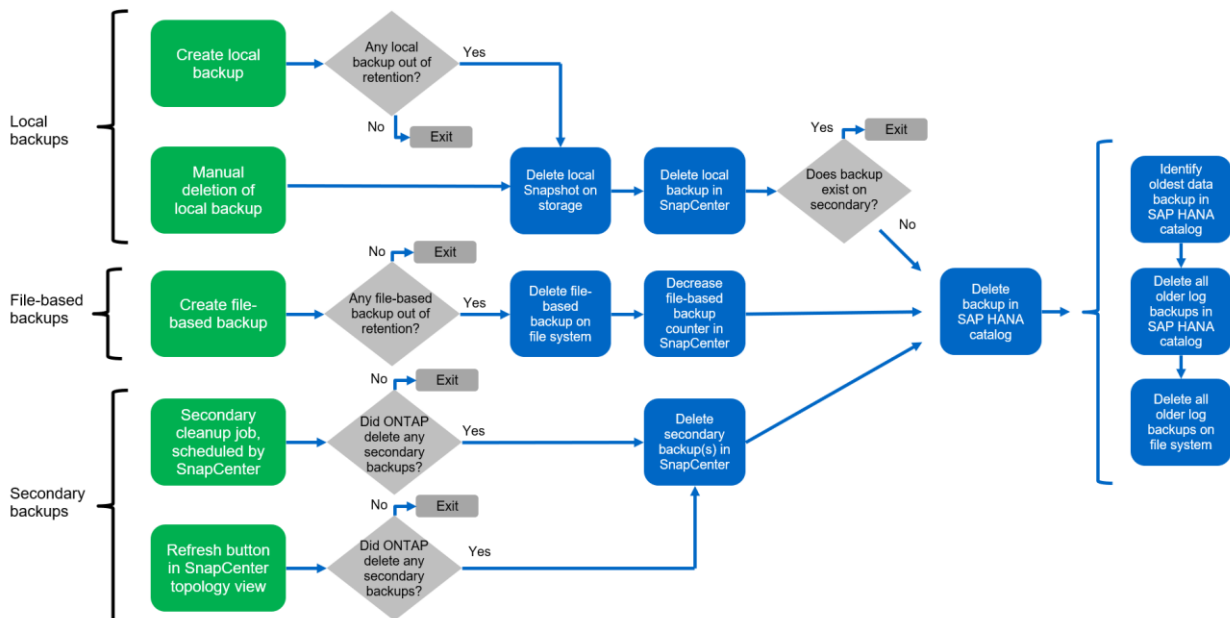 Local
backups
Create local
backup
Any local
backup out of
retention?
Yes
No
Exit
Manual
deletion of
local backup
Delete local
Snapshot on
storage
Delete local
backup in
SnapCenter
Yes
Exit
Does backup
exist on
secondary?
No
File-based
backups
Create file-
based backup
No
Exit
Any file-based
backup out of
retention?
Yes
Delete file-
based
backup on
file system
Decrease
file-based
backup
counter in
SnapCenter
Delete
backup in
SAP HANA
catalog
Identify
oldest data
backup in
SAP HANA
catalog
Delete all
older log
backups in
SAP HANA
catalog
Delete all
older log
backups on
file system
Secondary
backups
Secondary
cleanup job,
scheduled by
SnapCenter
No
Exit
Did ONTAP
delete any
secondary
backups?
Yes
Delete
secondary
backup(s) in
SnapCenter
Refresh button
in SnapCenter
topology view
No
Exit
Did ONTAP
delete any
secondary
backups?
Yes